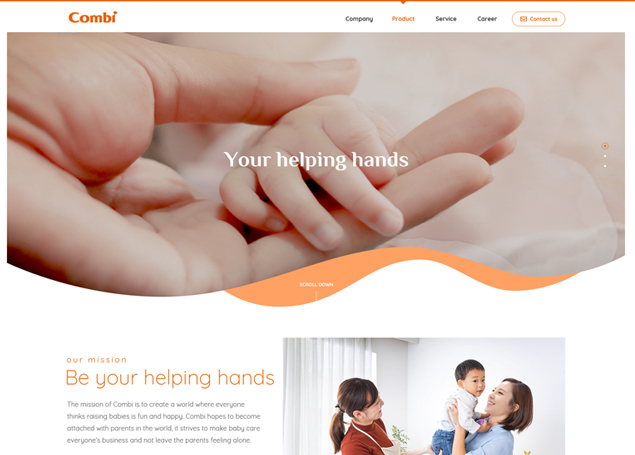 Combi
Company
Product
Service
Career
Contact us
Your helping hands
SCROLL DOWN
our mission
Be your helping hands
The mission of Combi is to create a world where everyone
thinks raising babies is fun and happy. Combi hopes to become
attached with parents in the world, it strives to make baby care
everyone's business and not leave the parents feeling alone.